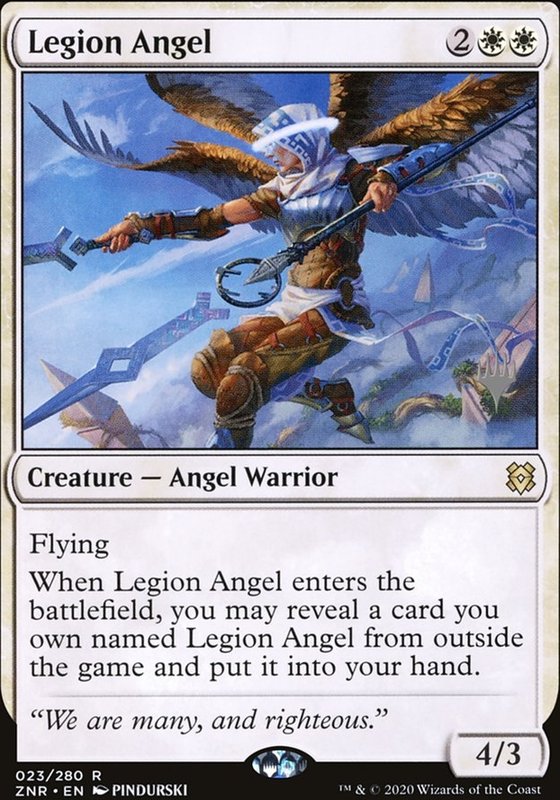 Legion Angel 2
Creature — Angel Warrior
Flying
When Legion Angel enters the
battlefield, you may reveal a card you
own named Legion Angel from outside
the game and put it into your hand.
“We are many, and righteous.”
4/3
023/280 R
ZNR • EN PINDURSKI ™ & © 2020 Wizards of the Coast